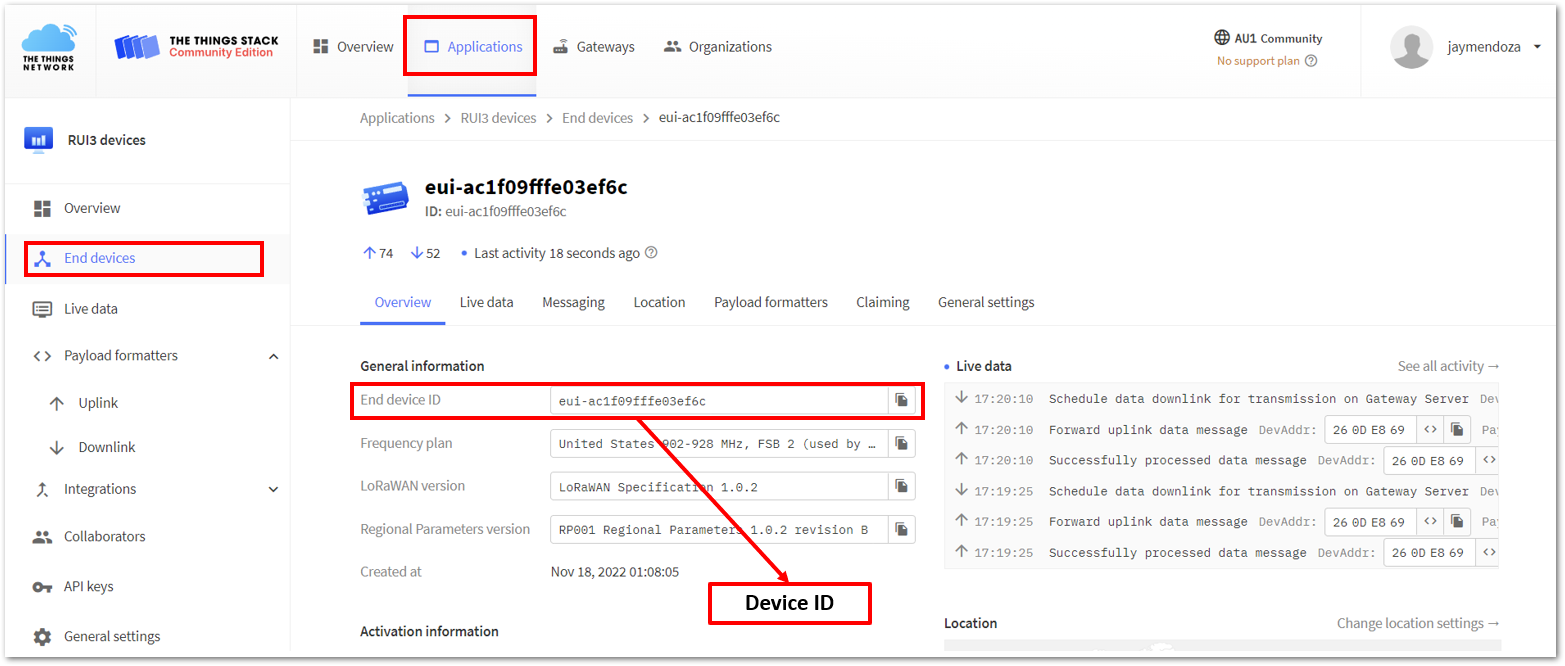 THE THINGS NETWORK
THE THINGS STACK
Community Edition
Overview
Applications
Gateways
Organizations
AU1 Community
No support plan
jaymendoza
RUI3 devices
Overview
End devices
Live data
Payload formatters
Uplink
Downlink
Integrations
Collaborators
API keys
General settings
Applications > RUI3 devices > End devices > eui-ac1f09fffe03ef6c
eui-ac1f09fffe03ef6c
ID: eui-ac1f09fffe03ef6c
↑ 74 ↓ 52 • Last activity 18 seconds ago
Overview Live data Messaging Location Payload formatters Claiming General settings
General information
End device ID eui-ac1f09fffe03ef6c
Frequency plan United States 902-928 MHz, FSB 2 (used by …
LoRaWAN version LoRaWAN Specification 1.0.2
Regional Parameters version RP001 Regional Parameters 1.0.2 revision B
Created at Nov 18, 2022 01:08:05
Device ID
Activation information
• Live data See all activity →
↓ 17:20:10 Schedule data downlink for transmission on Gateway Server Dev
↑ 17:20:10 Forward uplink data message DevAddr: 26 0D E8 69 <> Pa
↑ 17:20:10 Successfully processed data message DevAddr: 26 0D E8 69 <>
↓ 17:19:25 Schedule data downlink for transmission on Gateway Server Dev
↑ 17:19:25 Forward uplink data message DevAddr: 26 0D E8 69 <> Pa
↑ 17:19:25 Successfully processed data message DevAddr: 26 0D E8 69 <>
Location Change location settings →